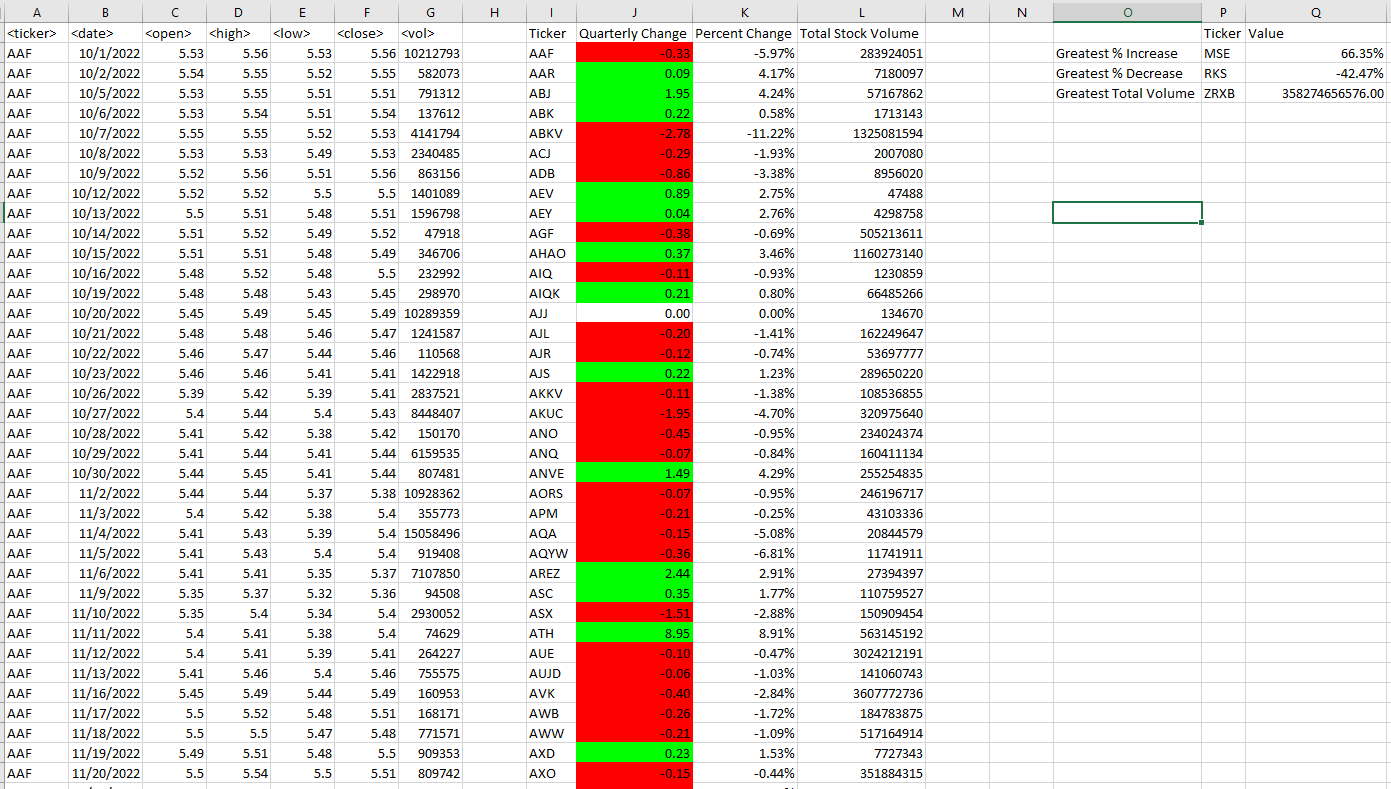 A B C D E F G H I J K L M N O P Q
<ticker> <date> <open> <high> <low> <close> <vol> Ticker Quarterly Change Percent Change Total Stock Volume Ticker Value
AAF 10/1/2022 5.53 5.56 5.53 5.56 10212793 AAF -0.33 -5.97% 283924051 Greatest % Increase MSE 66.35%
AAF 10/2/2022 5.54 5.55 5.52 5.55 582073 AAR 0.09 4.17% 7180097 Greatest % Decrease RKS -42.47%
AAF 10/5/2022 5.53 5.55 5.51 5.51 791312 ABJ 1.95 4.24% 57167862 Greatest Total Volume ZRXB 358274656576.00
AAF 10/6/2022 5.53 5.54 5.51 5.54 137612 ABK 0.22 0.58% 1713143
AAF 10/7/2022 5.55 5.55 5.52 5.53 4141794 ABKV -2.78 -11.22% 1325081594
AAF 10/8/2022 5.53 5.53 5.49 5.53 2340485 ACJ -0.29 -1.93% 2007080
AAF 10/9/2022 5.52 5.56 5.51 5.56 863156 ADB -0.86 -3.38% 8956020
AAF 10/12/2022 5.52 5.52 5.5 5.5 1401089 AEV 0.89 2.75% 47488
AAF 10/13/2022 5.5 5.51 5.48 5.51 1596798 AEY 0.04 2.76% 4298758
AAF 10/14/2022 5.51 5.52 5.49 5.52 47918 AGF -0.38 -0.69% 505213611
AAF 10/15/2022 5.51 5.51 5.48 5.49 346706 AHAO 0.37 3.46% 1160273140
AAF 10/16/2022 5.48 5.52 5.48 5.5 232992 AIQ -0.11 -0.93% 1230859
AAF 10/19/2022 5.48 5.48 5.43 5.45 298970 AIQK 0.21 0.80% 66485266
AAF 10/20/2022 5.45 5.49 5.45 5.49 10289359 AJJ 0.00 0.00% 134670
AAF 10/21/2022 5.48 5.48 5.46 5.47 1241587 AJL -0.20 -1.41% 162249647
AAF 10/22/2022 5.46 5.47 5.44 5.46 110568 AJR -0.12 -0.74% 53697777
AAF 10/23/2022 5.46 5.46 5.41 5.41 1422918 AJS 0.22 1.23% 289650220
AAF 10/26/2022 5.39 5.42 5.39 5.41 2837521 AKKV -0.11 -1.38% 108536855
AAF 10/27/2022 5.4 5.44 5.4 5.43 8448407 AKUC -1.95 -4.70% 320975640
AAF 10/28/2022 5.41 5.42 5.38 5.42 150170 ANO -0.45 -0.95% 234024374
AAF 10/29/2022 5.41 5.44 5.41 5.44 6159535 ANQ -0.07 -0.84% 160411134
AAF 10/30/2022 5.44 5.45 5.41 5.44 807481 ANVE 1.49 4.29% 255254835
AAF 11/2/2022 5.44 5.44 5.37 5.38 10928362 AORS -0.07 -0.95% 246196717
AAF 11/3/2022 5.4 5.42 5.38 5.4 355773 APM -0.21 -0.25% 43103336
AAF 11/4/2022 5.41 5.43 5.39 5.4 15058496 AQA -0.15 -5.08% 20844579
AAF 11/5/2022 5.41 5.43 5.4 5.4 919408 AQYW -0.36 -6.81% 11741911
AAF 11/6/2022 5.41 5.41 5.35 5.37 7107850 AREZ 2.44 2.91% 27394397
AAF 11/9/2022 5.35 5.37 5.32 5.36 94508 ASC 0.35 1.77% 110759527
AAF 11/10/2022 5.35 5.4 5.34 5.4 2930052 ASX -1.51 -2.88% 150909454
AAF 11/11/2022 5.4 5.41 5.38 5.4 74629 ATH 8.95 8.91% 563145192
AAF 11/12/2022 5.4 5.41 5.39 5.41 264227 AUE -0.10 -0.47% 3024212191
AAF 11/13/2022 5.41 5.46 5.4 5.46 755575 AUJD -0.06 -1.03% 141060743
AAF 11/16/2022 5.45 5.49 5.44 5.49 160953 AVK -0.40 -2.84% 3607772736
AAF 11/17/2022 5.5 5.52 5.48 5.51 168171 AWB -0.26 -1.72% 184783875
AAF 11/18/2022 5.5 5.5 5.47 5.48 771571 AWW -0.21 -1.09% 517164914
AAF 11/19/2022 5.49 5.51 5.48 5.5 909353 AXD 0.23 1.53% 7727343
AAF 11/20/2022 5.5 5.54 5.5 5.51 809742 AXO -0.15 -0.44% 351884315